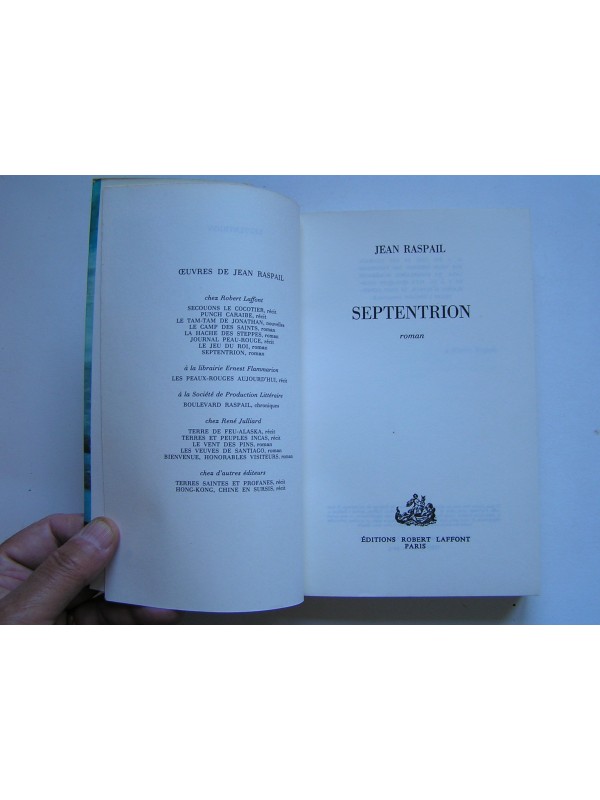 ŒUVRES DE JEAN RASPAIL
chez Robert Laffont
SECOUONS LE COCOTIER, récit
PUNCH CARAÏBE, récit
LE TAM-TAM DE JONATHAN, nouvelles
LE CAMP DES SAINTS, roman
LA HACHE DES STEPPES, roman
JOURNAL PEAU-ROUGE, récit
LE JEU DU ROI, roman
SEPTENTRION, roman
à la librairie Ernest Flammarion
LES PEAUX-ROUGES AUJOURD'HUI, récit
à la Société de Production Littéraire
BOULEVARD RASPAIL, chroniques
chez René Julliard
TERRE DE FEU-ALASKA, récit
TERRES ET PEUPLES INCAS, récit
LE VENT DES PINS, roman
LES VEUVES DE SANTIAGO, roman
BIENVENUE, HONORABLES VISITEURS, roman
chez d'autres éditeurs
TERRES SAINTES ET PROFANES, récit
HONG-KONG, CHINE EN SURSIS, récit
JEAN RASPAIL
SEPTENTRION
roman
ÉDITIONS ROBERT LAFFONT
PARIS